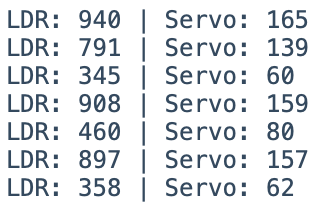 LDR: 940 | Servo: 165
LDR: 791 | Servo: 139
LDR: 345 | Servo: 60
LDR: 908 | Servo: 159
LDR: 460 | Servo: 80
LDR: 897 | Servo: 157
LDR: 358 | Servo: 62